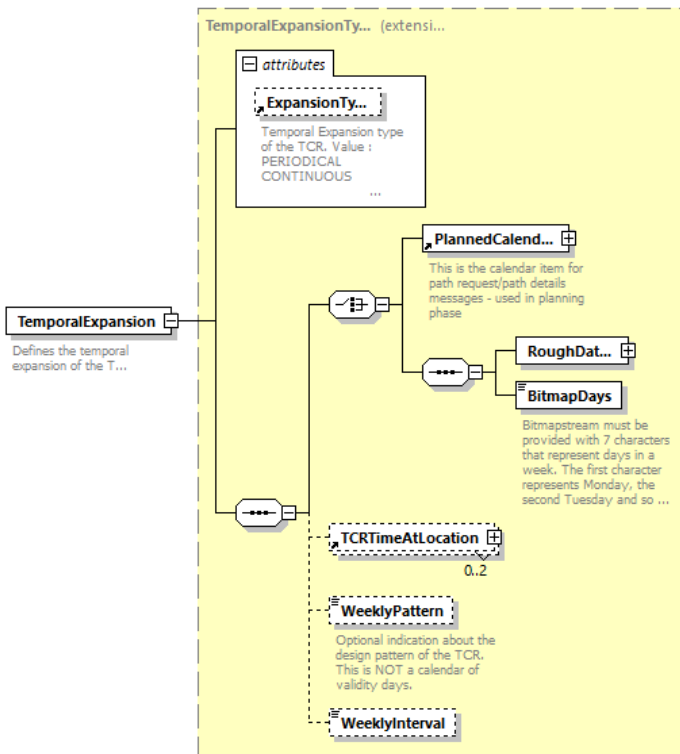 TemporalExpansionTy... (extensi...
attributes
ExpansionTy...
Temporal Expansion type
of the TCR. Value :
PERIODICAL
CONTINUOUS
...
PlannedCalend...
This is the calendar item for
path request/path details
messages - used in planning
phase
TemporalExpansion
Defines the temporal
expansion of the T...
RoughDat...
BitmapDays
Bitmapstream must be
provided with 7 characters
that represent days in a
week. The first character
represents Monday, the
second Tuesday and so ...
TCRTimeAtLocation
0..2
WeeklyPattern
Optional indication about the
design pattern of the TCR.
This is NOT a calendar of
validity days.
WeeklyInterval